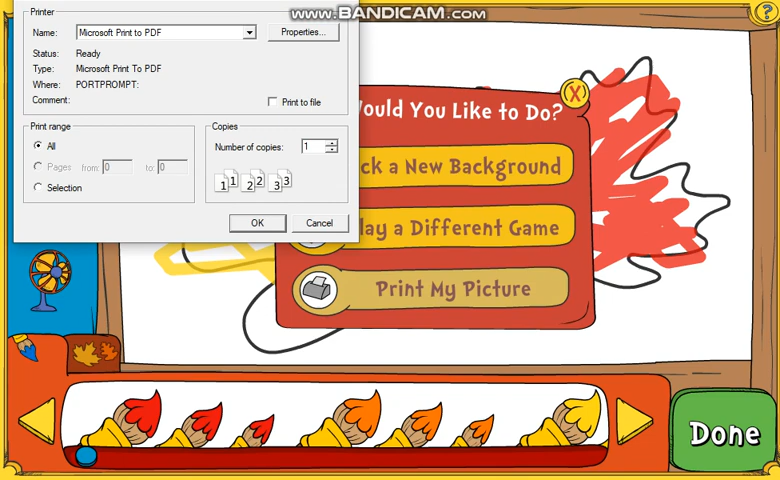 www.BANDICAM.com
Printer
Name:
Microsoft Print to PDF
Properties...
Status: Ready
Type: Microsoft Print To PDF
Where: PORTPROMPT:
Comment:
Print to file
Print range
All
Pages from: 0 to: 0
Selection
Copies
Number of copies: 1
1 1 2 2 3 3
OK
Cancel
?
X
ould You Like to Do?
ck a New Background
lay a Different Game
Print My Picture
Done